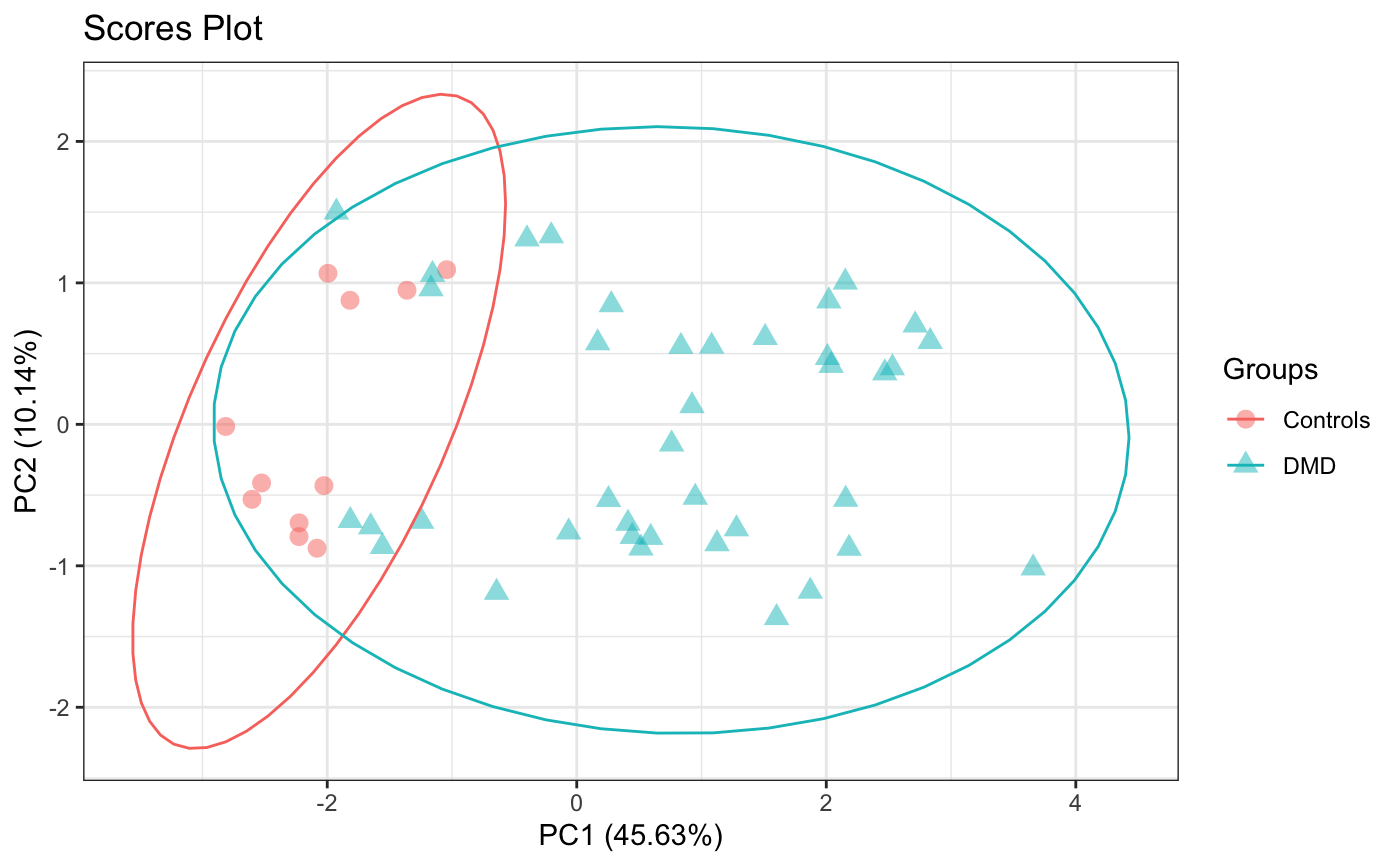 Scores Plot
PC2 (10.14%)
2
1
0
-1
-2
-2 0 2 4
PC1 (45.63%)
Groups
Controls
DMD